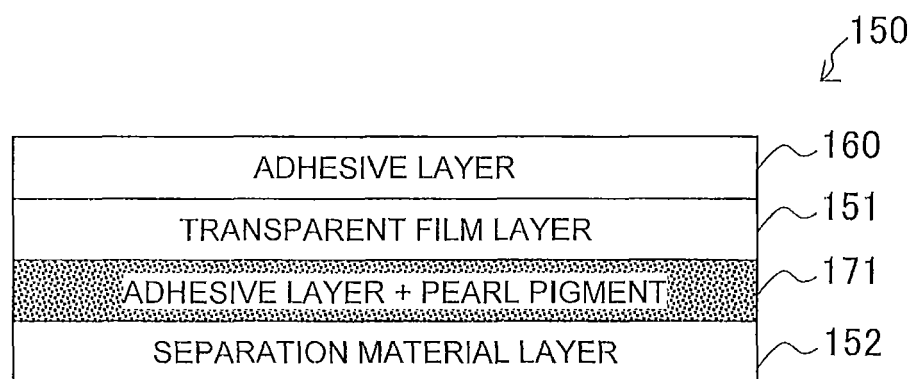 150
ADHESIVE LAYER 160
TRANSPARENT FILM LAYER 151
ADHESIVE LAYER + PEARL PIGMENT 171
SEPARATION MATERIAL LAYER 152